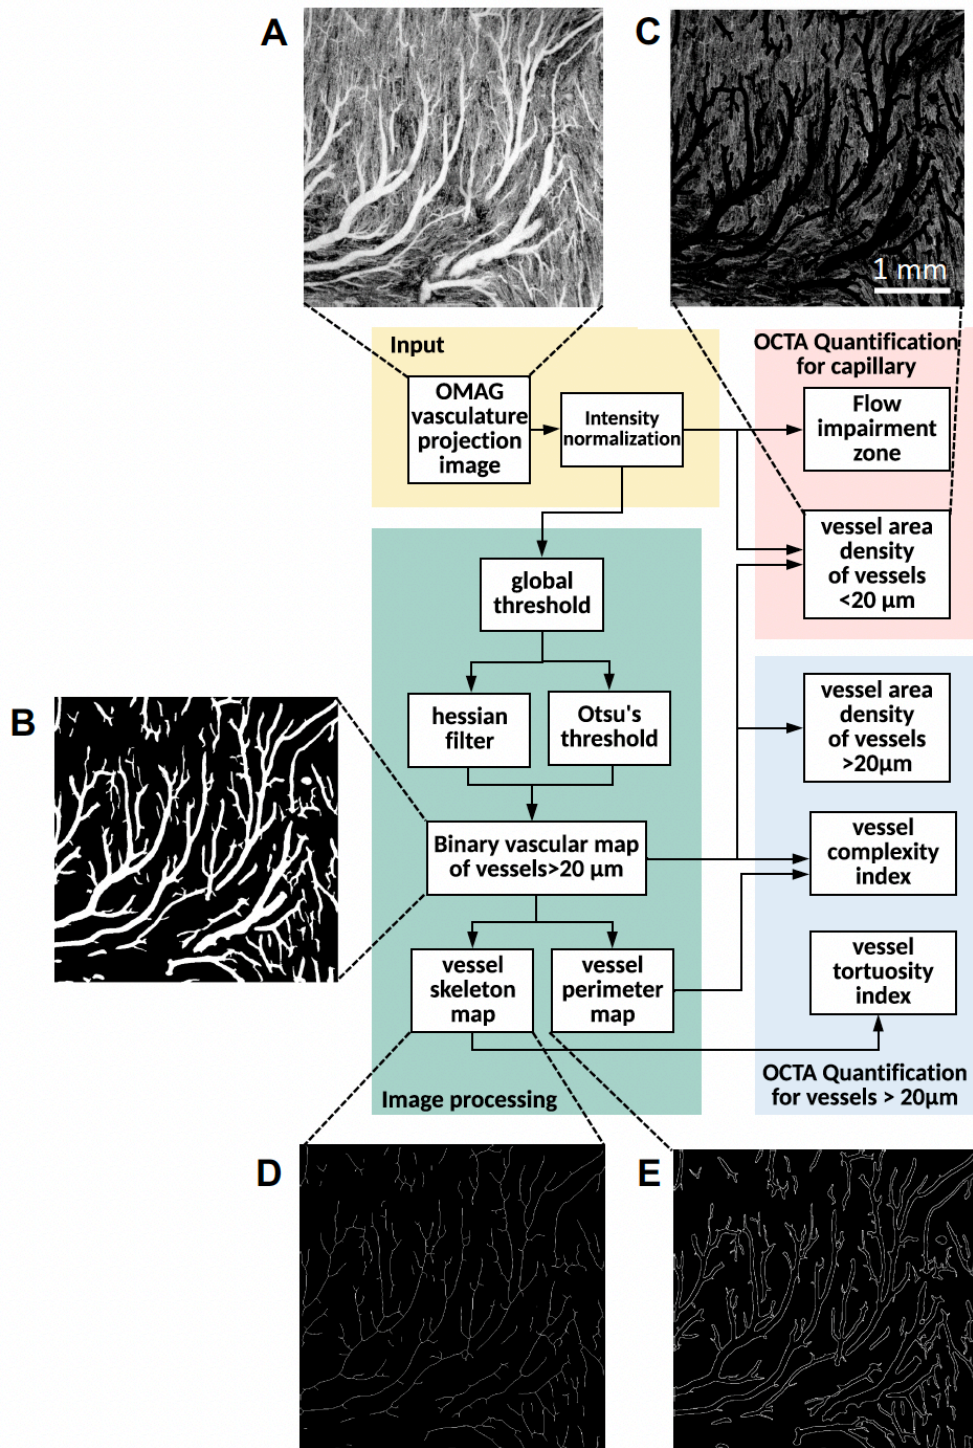 A
C
1 mm
Input
OMAG
vasculature
projection
image
Intensity
normalization
OCTA Quantification
for capillary
Flow
impairment
zone
vessel area
density
of vessels
<20 µm
global
threshold
hessian
filter
Otsu's
threshold
B
vessel area
density
of vessels
>20µm
Binary vascular map
of vessels>20 µm
vessel
complexity
index
vessel
skeleton
map
vessel
perimeter
map
vessel
tortuosity
index
Image processing
OCTA Quantification
for vessels > 20µm
D
E